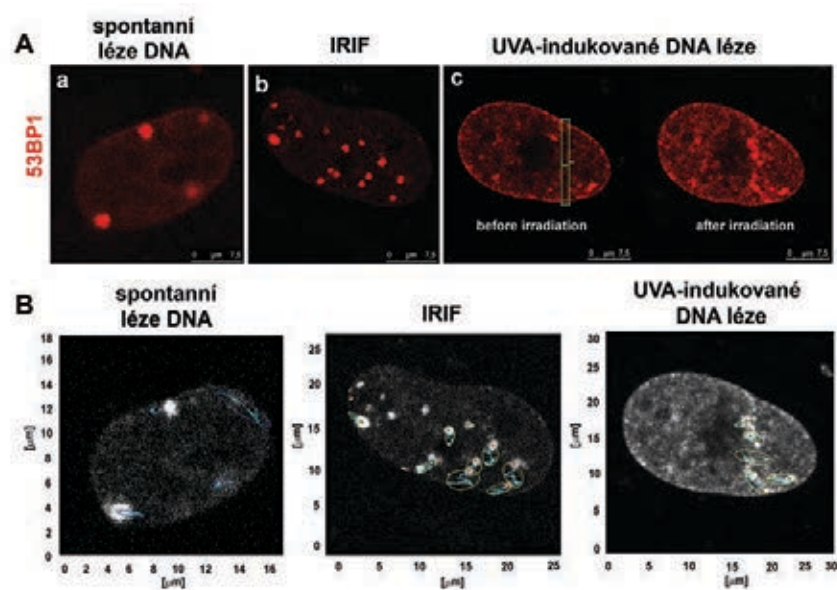 A
spontanní
léze DNA
IRIF
UVA-indukované DNA léze
53BP1
a
b
c
before irradiation
after irradiation
0 μm 7,5
0 μm 7,5
0 μm 7,5
0 μm 7,5
B
spontanní
léze DNA
IRIF
UVA-indukované
DNA léze
18
16
14
12
10
8
6
4
2
0
[μm]
0 2 4 6 8 10 12 14 16
[μm]
25
20
15
10
5
0
[μm]
0 5 10 15 20 25
[μm]
30
25
20
15
10
5
0
[μm]
0 5 10 15 20 25 30
[μm]